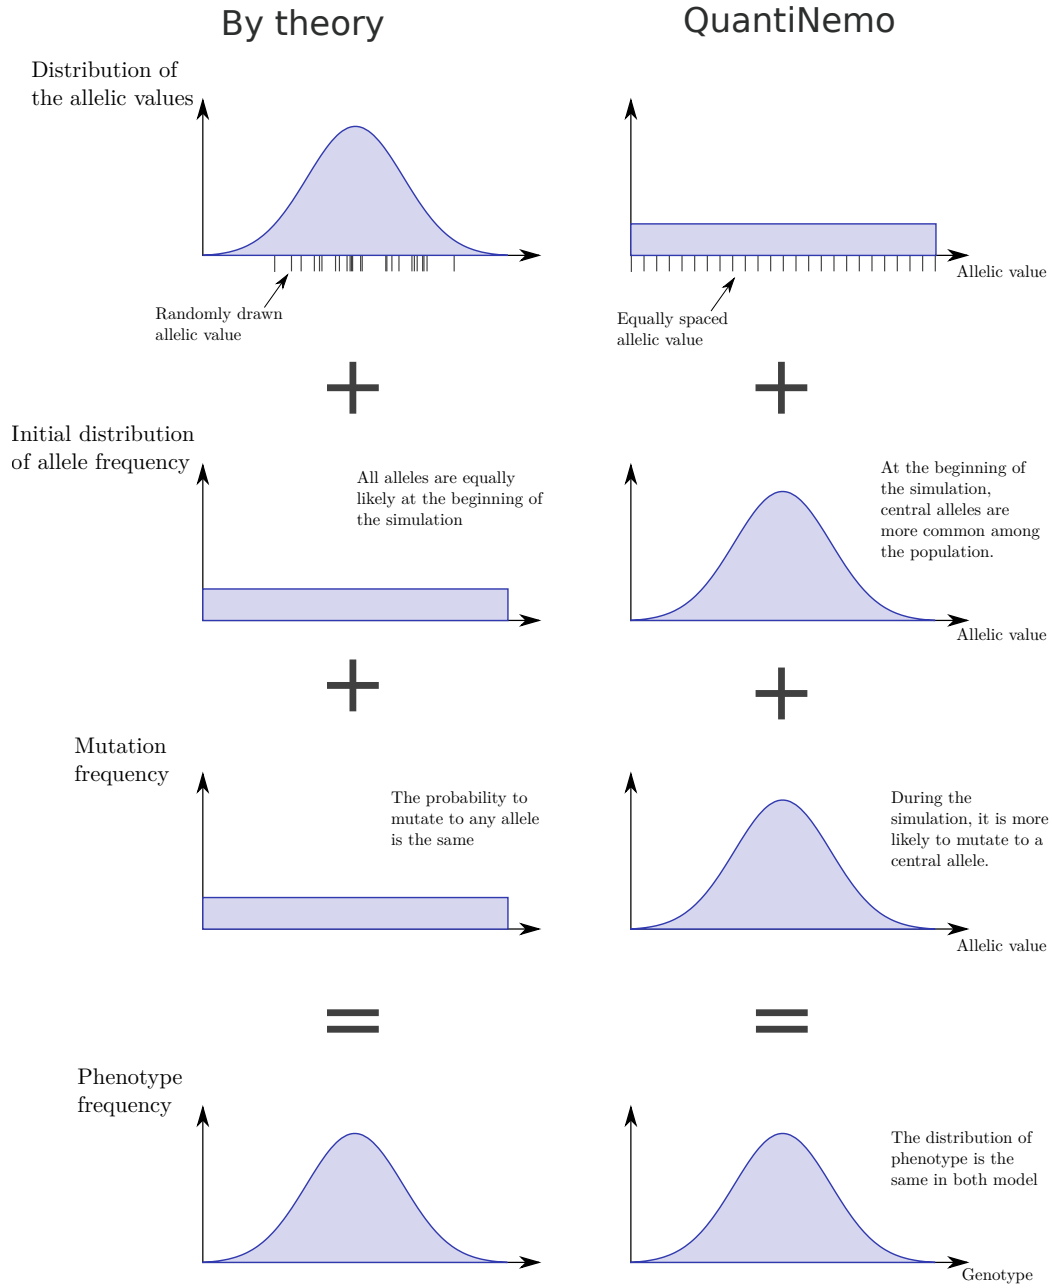 By theory
QuantiNemo
Distribution of
the allelic values
Allelic value
Randomly drawn
allelic value
Equally spaced
allelic value
+
+
Initial distribution
of allele frequency
All alleles are equally
likely at the beginning of
the simulation
At the beginning of
the simulation,
central alleles are
more common among
the population.
Allelic value
+
+
Mutation
frequency
The probability to
mutate to any allele
is the same
During the
simulation, it is more
likely to mutate to a
central allele.
Allelic value
=
=
Phenotype
frequency
The distribution of
phenotype is the
same in both model
Genotype